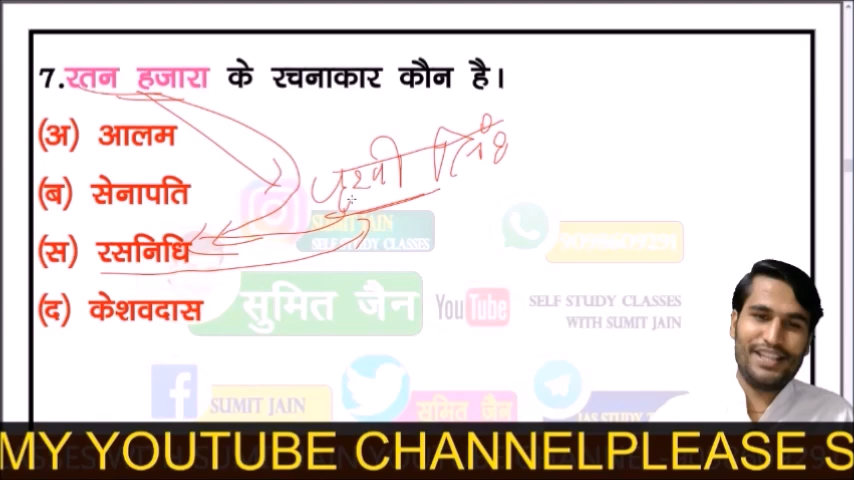 7.रतन हजारा के रचनाकार कौन है।
(अ) आलम
पृथ्वी सिंह
(ब) सेनापति
SUMIT JAIN
SELF STUDY CLASSES
(स) रसनिधि
सुमित जैन
YouTube
SELF STUDY CLASSES
WITH SUMIT JAIN
(द) केशवदास
SUMIT JAIN
सुमित जैन
MY YOUTUBE CHANNELPLEASE S